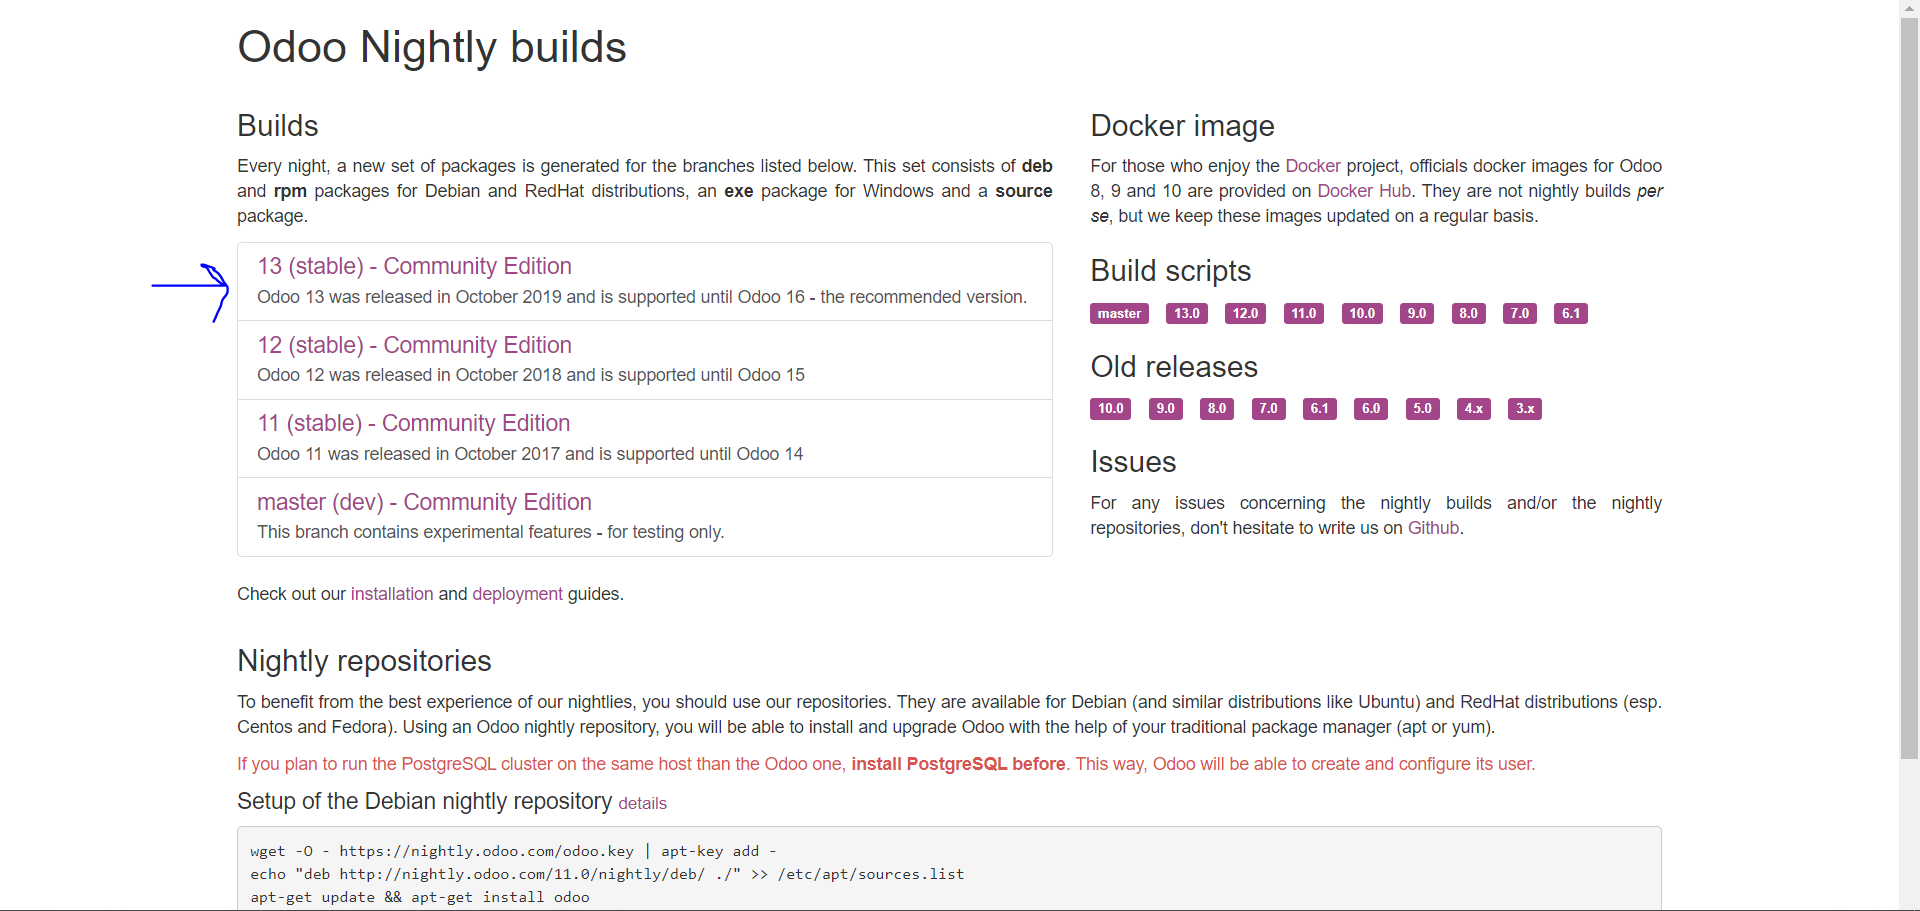 Odoo Nightly builds
Builds
Every night, a new set of packages is generated for the branches listed below. This set consists of deb
and rpm packages for Debian and RedHat distributions, an exe package for Windows and a source
package.
13 (stable) - Community Edition
Odoo 13 was released in October 2019 and is supported until Odoo 16 - the recommended version.
12 (stable) - Community Edition
Odoo 12 was released in October 2018 and is supported until Odoo 15
11 (stable) - Community Edition
Odoo 11 was released in October 2017 and is supported until Odoo 14
master (dev) - Community Edition
This branch contains experimental features - for testing only.
Check out our installation and deployment guides.
Docker image
For those who enjoy the Docker project, officials docker images for Odoo
8, 9 and 10 are provided on Docker Hub. They are not nightly builds per
se, but we keep these images updated on a regular basis.
Build scripts
master 13.0 12.0 11.0 10.0 9.0 8.0 7.0 6.1
Old releases
10.0 9.0 8.0 7.0 6.1 6.0 5.0 4.x 3.x
Issues
For any issues concerning the nightly builds and/or the nightly
repositories, don't hesitate to write us on Github.
Nightly repositories
To benefit from the best experience of our nightlies, you should use our repositories. They are available for Debian (and similar distributions like Ubuntu) and RedHat distributions (esp.
Centos and Fedora). Using an Odoo nightly repository, you will be able to install and upgrade Odoo with the help of your traditional package manager (apt or yum).
If you plan to run the PostgreSQL cluster on the same host than the Odoo one, install PostgreSQL before. This way, Odoo will be able to create and configure its user.
Setup of the Debian nightly repository details
wget -O - https://nightly.odoo.com/odoo.key | apt-key add -
echo "deb http://nightly.odoo.com/11.0/nightly/deb/ ./" >> /etc/apt/sources.list
apt-get update && apt-get install odoo